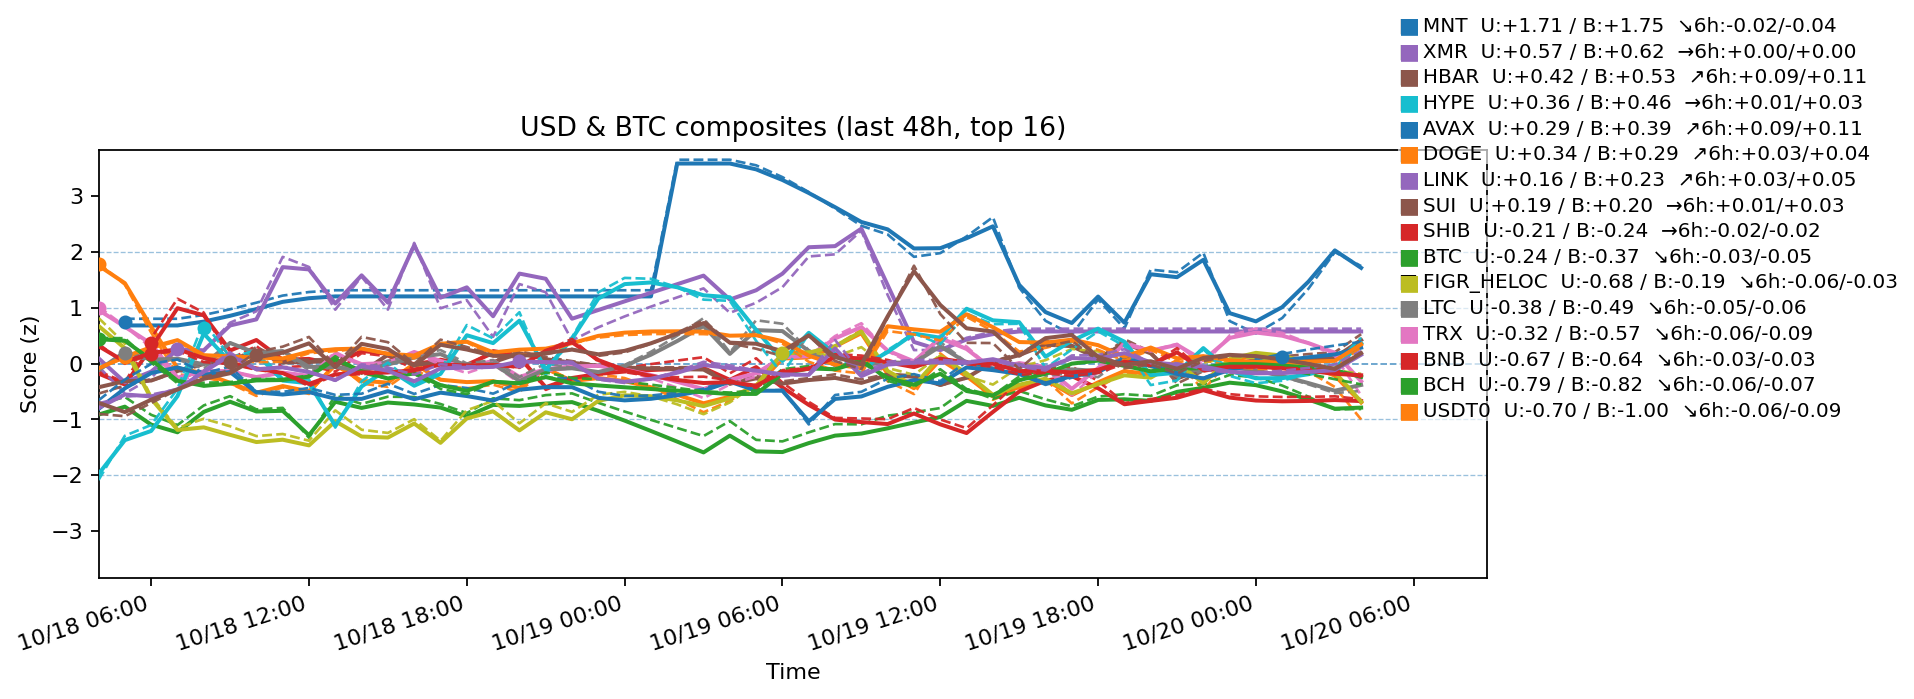 MNT U:+1.71 / B:+1.75 ↘6h:-0.02/-0.04
XMR U:+0.57 / B:+0.62 →6h:+0.00/+0.00
HBAR U:+0.42 / B:+0.53 ↗6h:+0.09/+0.11
HYPE U:+0.36 / B:+0.46 →6h:+0.01/+0.03
AVAX U:+0.29 / B:+0.39 ↗6h:+0.09/+0.11
DOGE U:+0.34 / B:+0.29 ↗6h:+0.03/+0.04
LINK U:+0.16 / B:+0.23 ↗6h:+0.03/+0.05
SUI U:+0.19 / B:+0.20 →6h:+0.01/+0.03
SHIB U:-0.21 / B:-0.24 →6h:-0.02/-0.02
BTC U:-0.24 / B:-0.37 ↘6h:-0.03/-0.05
FIGR_HELOC U:-0.68 / B:-0.19 ↘6h:-0.06/-0.03
LTC U:-0.38 / B:-0.49 ↘6h:-0.05/-0.06
TRX U:-0.32 / B:-0.57 ↘6h:-0.06/-0.09
BNB U:-0.67 / B:-0.64 ↘6h:-0.03/-0.03
BCH U:-0.79 / B:-0.82 ↘6h:-0.06/-0.07
USDT0 U:-0.70 / B:-1.00 ↘6h:-0.06/-0.09
USD & BTC composites (last 48h, top 16)
Score (z)
3
2
1
0
−1
−2
−3
10/18 06:00
10/18 12:00
10/18 18:00
10/19 00:00
10/19 06:00
10/19 12:00
10/19 18:00
10/20 00:00
10/20 06:00
Time